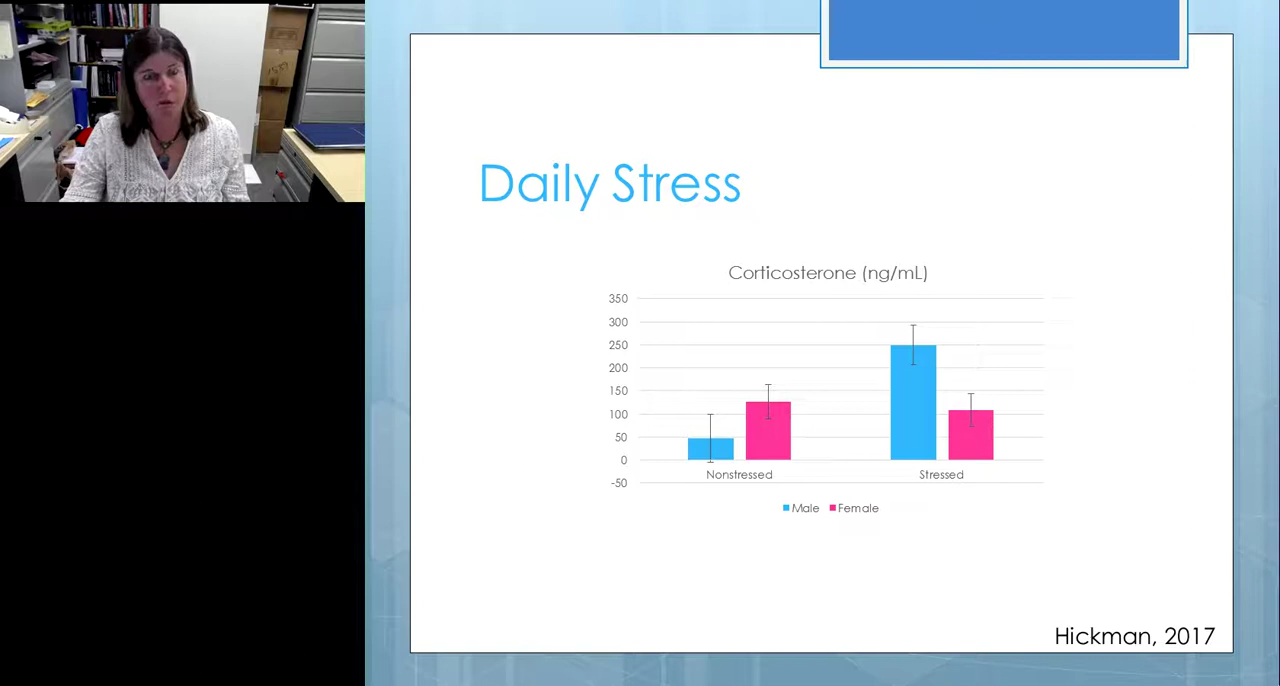 Daily Stress
Corticosterone (ng/mL)
350
300
250
200
150
100
50
0
-50
Nonstressed
Stressed
Male
Female
Hickman, 2017